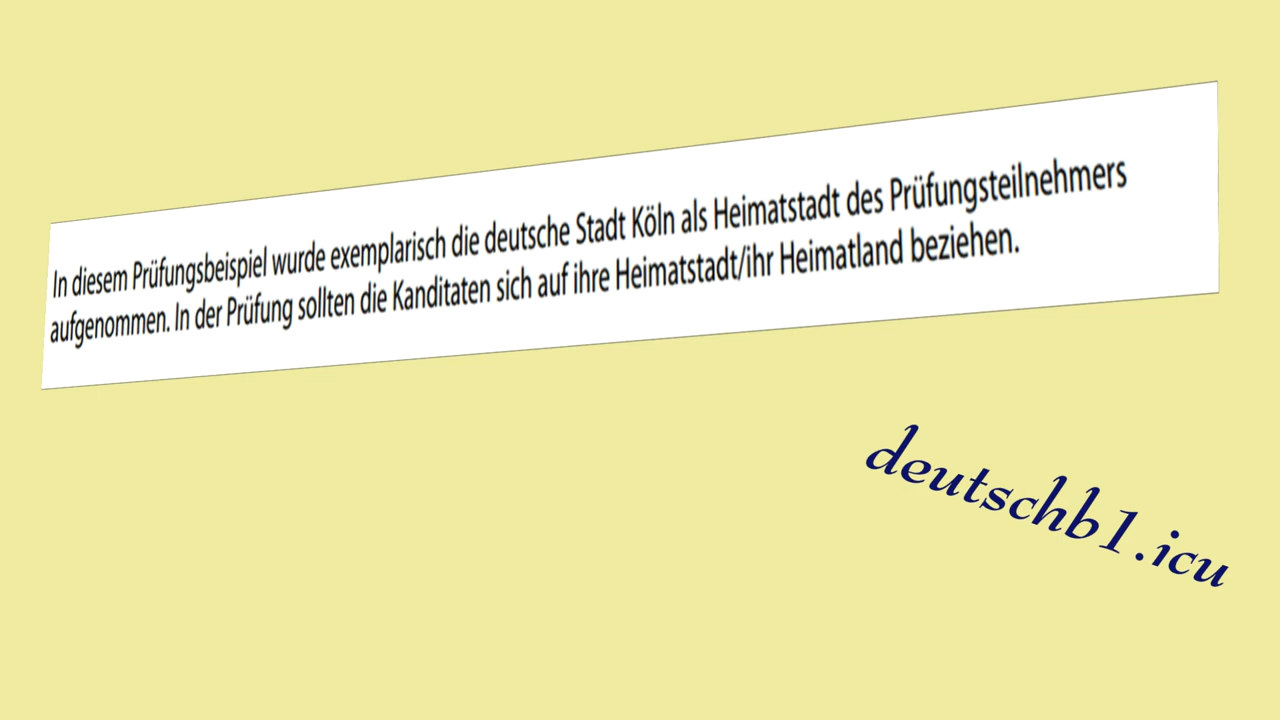 In diesem Prüfungsbeispiel wurde exemplarisch die deutsche Stadt Köln als Heimatstadt des Prüfungsteilnehmers
aufgenommen. In der Prüfung sollten die Kanditaten sich auf ihre Heimatstadt/ihr Heimatland beziehen.
deutschb1.icu